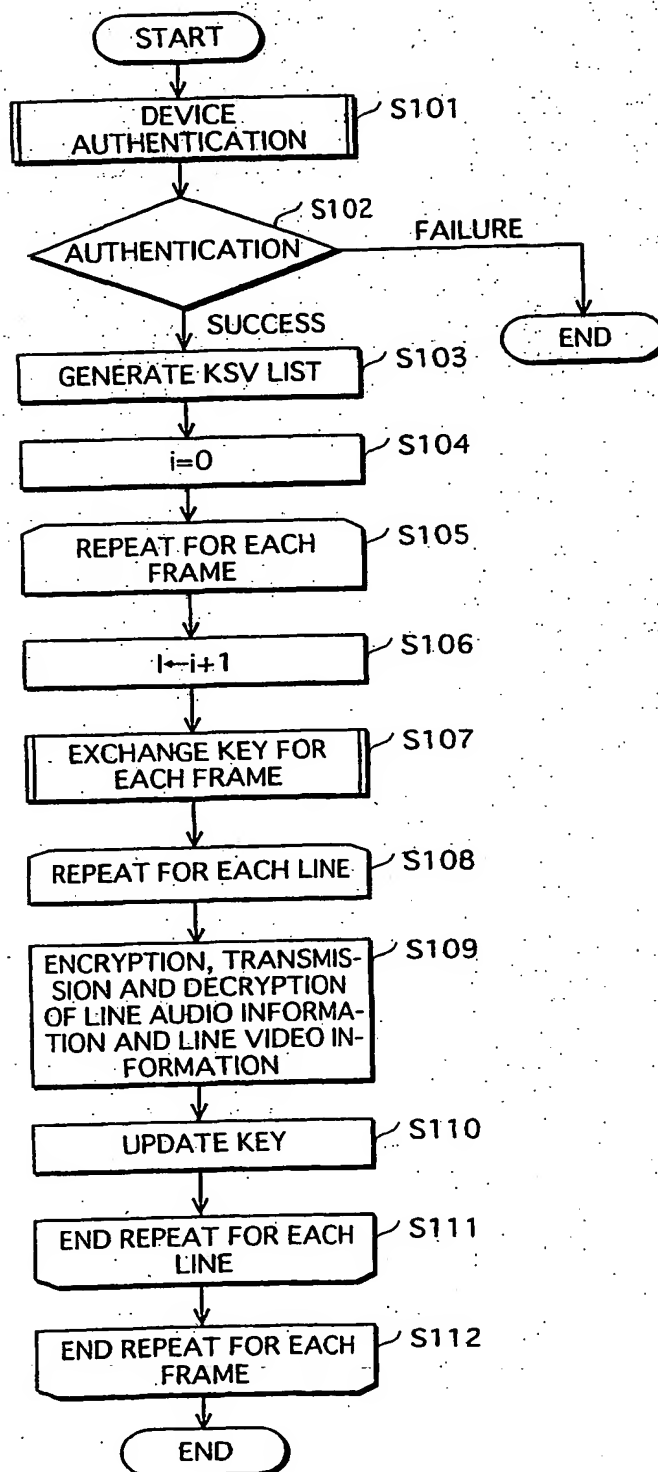 START
DEVICE
AUTHENTICATION
S101
S102
AUTHENTICATION
FAILURE
SUCCESS
END
GENERATE KSV LIST
S103
i=0
S104
REPEAT FOR EACH
FRAME
S105
I←i+1
S106
EXCHANGE KEY FOR
EACH FRAME
S107
REPEAT FOR EACH LINE
S108
ENCRYPTION, TRANSMIS-
SION AND DECRYPTION
OF LINE AUDIO INFORMA-
TION AND LINE VIDEO IN-
FORMATION
S109
UPDATE KEY
S110
END REPEAT FOR EACH
LINE
S111
END REPEAT FOR EACH
FRAME
S112
END